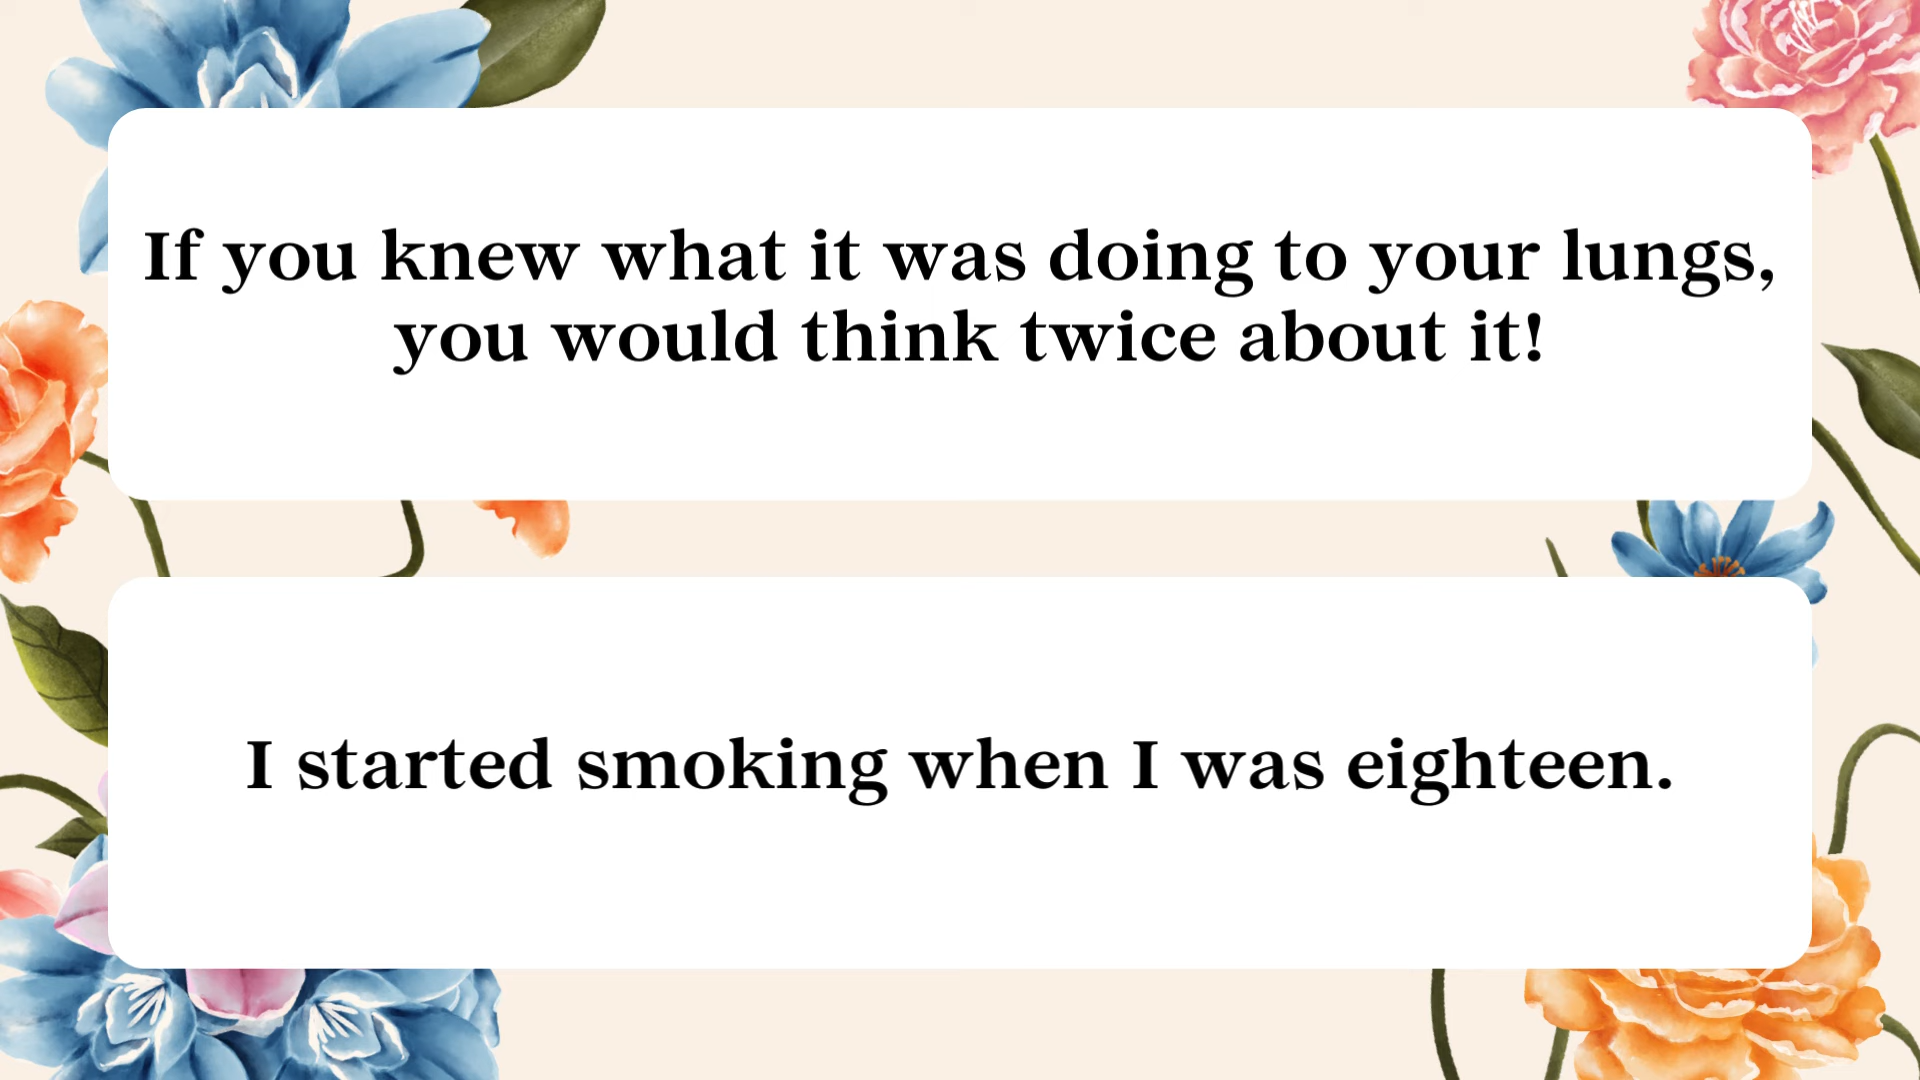 If you knew what it was doing to your lungs,
you would think twice about it!
I started smoking when I was eighteen.